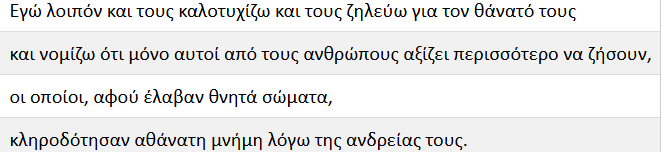 Εγώ λοιπόν και τους καλοτυχίζω και τους ζηλεύω για τον θάνατό τους
και νομίζω ότι μόνο αυτοί από τους ανθρώπους αξίζει περισσότερο να ζήσουν,
οι οποίοι, αφού έλαβαν θνητά σώματα,
κληροδότησαν αθάνατη μνήμη λόγω της ανδρείας τους.